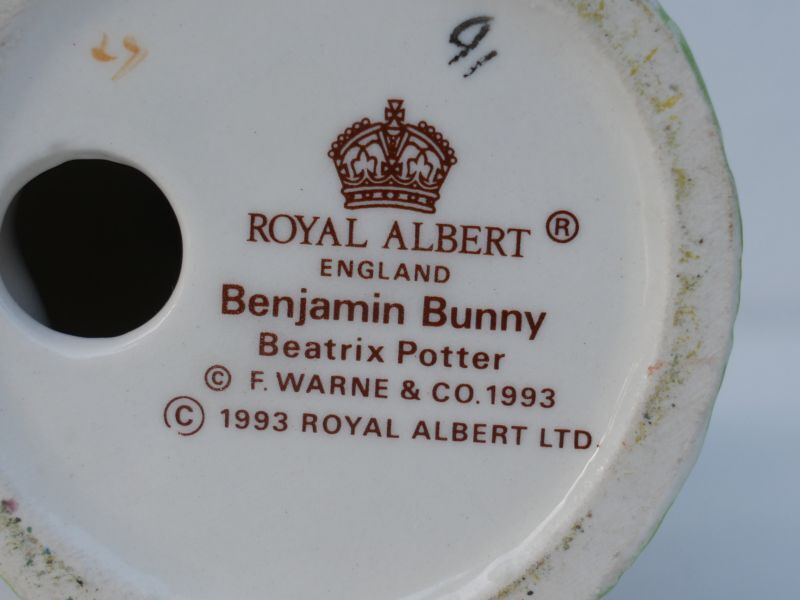 ROYAL ALBERT ®
ENGLAND
Benjamin Bunny
Beatrix Potter
© F. WARNE & CO. 1993
© 1993 ROYAL ALBERT LTD.